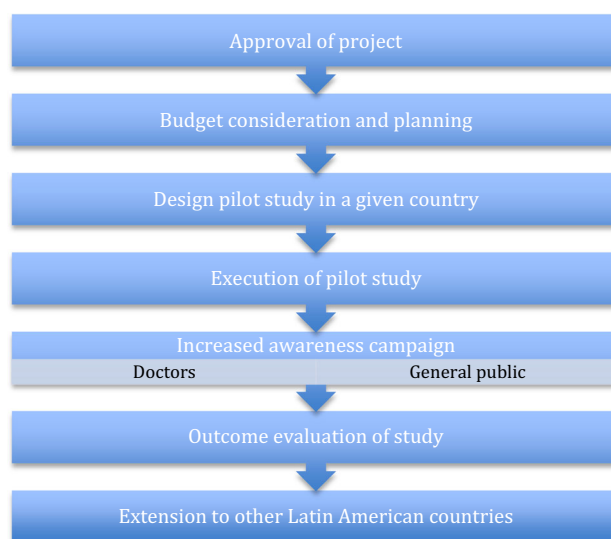 Approval of project
Budget consideration and planning
Design pilot study in a given country
Execution of pilot study
Increased awareness campaign
Doctors General public
Outcome evaluation of study
Extension to other Latin American countries